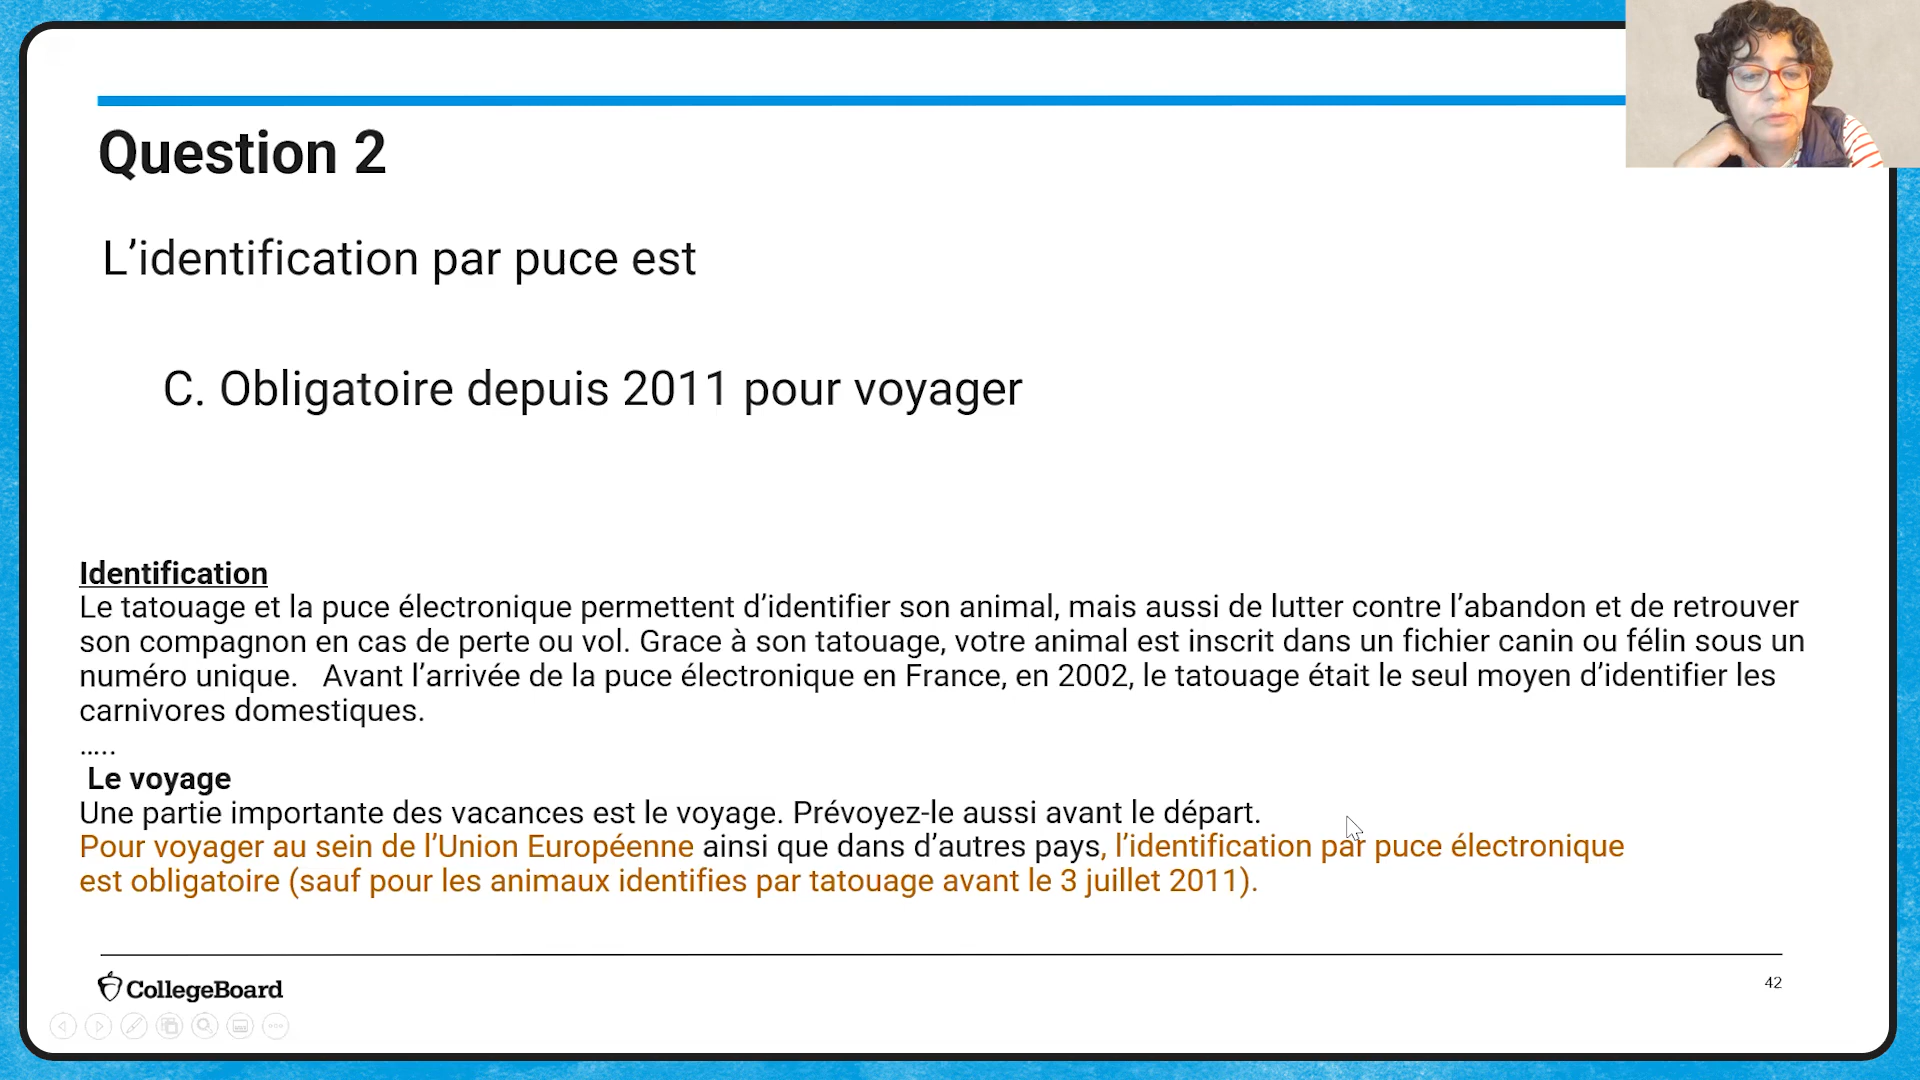 Question 2
L’identification par puce est
C. Obligatoire depuis 2011 pour voyager
Identification
Le tatouage et la puce électronique permettent d’identifier son animal, mais aussi de lutter contre l’abandon et de retrouver
son compagnon en cas de perte ou vol. Grace à son tatouage, votre animal est inscrit dans un fichier canin ou félin sous un
numéro unique.   Avant l’arrivée de la puce électronique en France, en 2002, le tatouage était le seul moyen d’identifier les
carnivores domestiques.
…..
Le voyage
Une partie importante des vacances est le voyage. Prévoyez-le aussi avant le départ.
Pour voyager au sein de l’Union Européenne ainsi que dans d’autres pays, l’identification par puce électronique
est obligatoire (sauf pour les animaux identifies par tatouage avant le 3 juillet 2011).
CollegeBoard
42